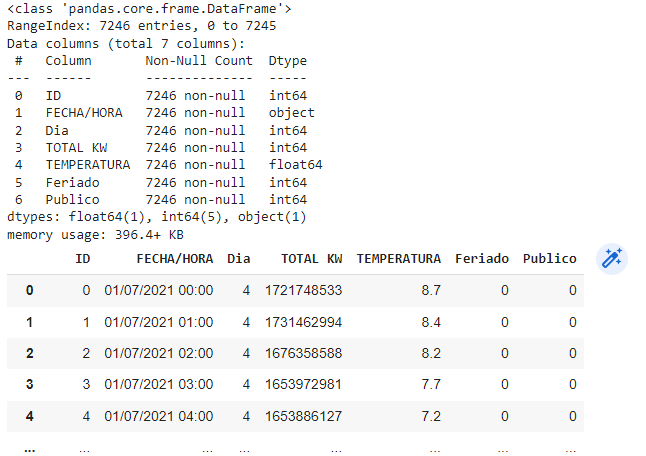 <class 'pandas.core.frame.DataFrame'>
RangeIndex: 7246 entries, 0 to 7245
Data columns (total 7 columns):
 #   Column       Non-Null Count  Dtype
---  ------       --------------  -----
 0   ID           7246 non-null   int64
 1   FECHA/HORA   7246 non-null   object
 2   Dia          7246 non-null   int64
 3   TOTAL KW     7246 non-null   int64
 4   TEMPERATURA  7246 non-null   float64
 5   Feriado      7246 non-null   int64
 6   Publico      7246 non-null   int64
dtypes: float64(1), int64(5), object(1)
memory usage: 396.4+ KB
ID FECHA/HORA Dia TOTAL KW TEMPERATURA Feriado Publico
0 0 01/07/2021 00:00 4 1721748533 8.7 0 0
1 1 01/07/2021 01:00 4 1731462994 8.4 0 0
2 2 01/07/2021 02:00 4 1676358588 8.2 0 0
3 3 01/07/2021 03:00 4 1653972981 7.7 0 0
4 4 01/07/2021 04:00 4 1653886127 7.2 0 0
... ... ... ... ... ... ... ...